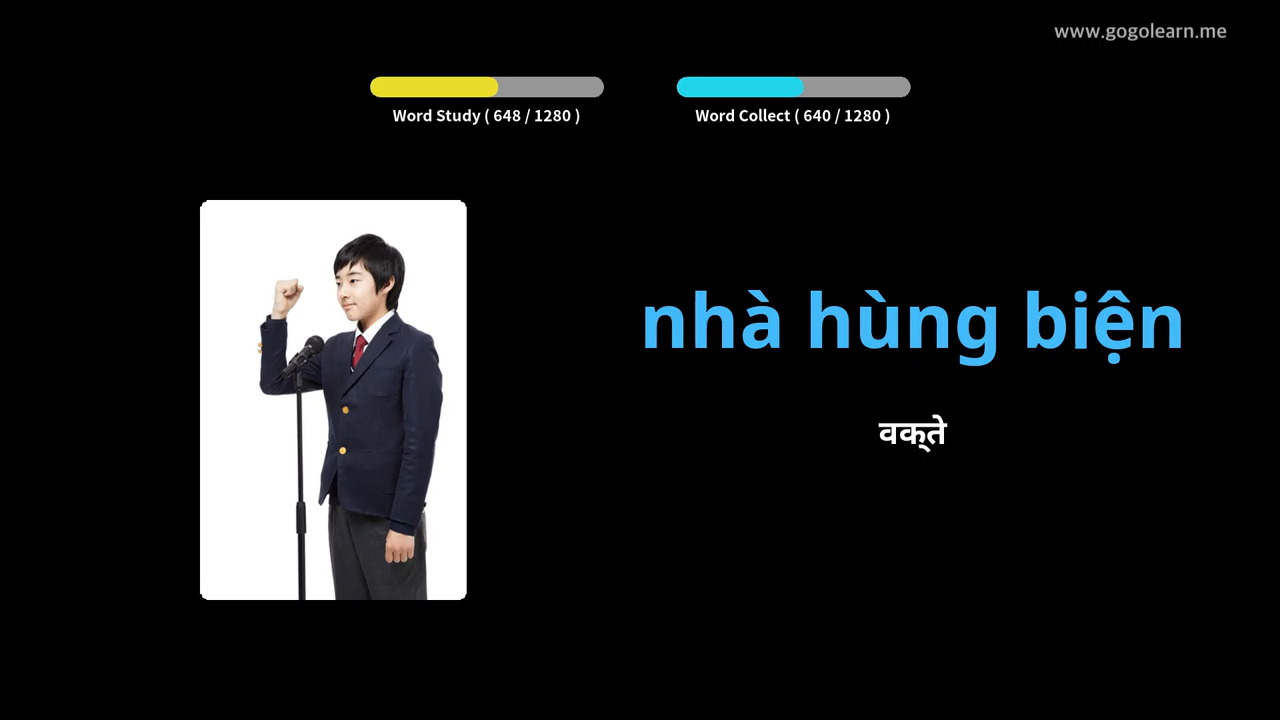 www.gogolearn.me
Word Study ( 648 / 1280 )
Word Collect ( 640 / 1280 )
nhà hùng biện
वक्ते